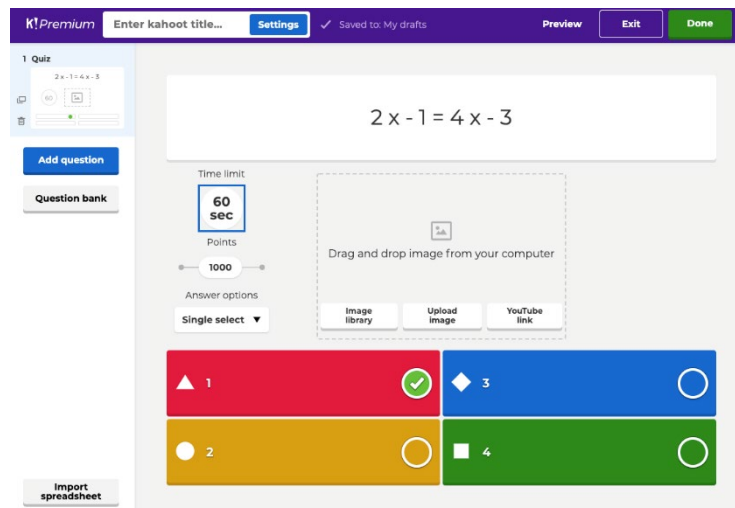 K! Premium Enter kahoot title... Settings ✓ Saved to: My drafts Preview Exit Done
1 Quiz
2 x - 1 = 4 x - 3
60
Add question
Question bank
2 x - 1 = 4 x - 3
Time limit
60
sec
Points
1000
Answer options
Single select ▼
Drag and drop image from your computer
Image
library
Upload
image
YouTube
link
1
3
2
4
Import
spreadsheet